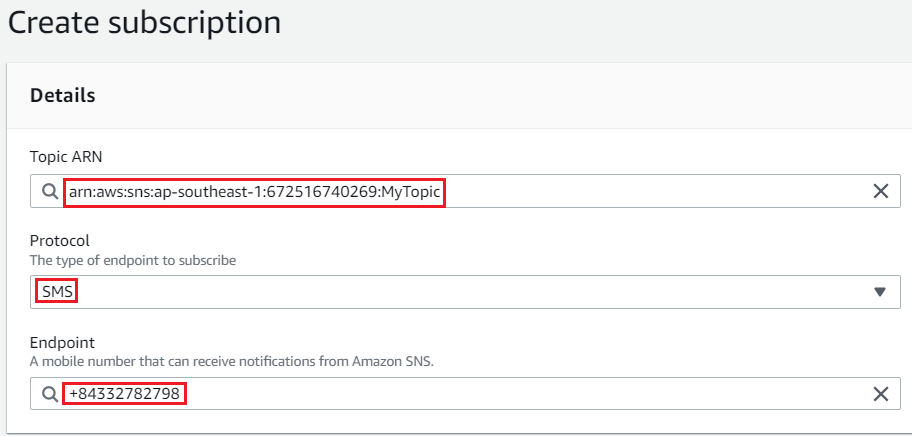 Create subscription
Details
Topic ARN
arn:aws:sns:ap-southeast-1:672516740269:MyTopic
Protocol
The type of endpoint to subscribe
SMS
Endpoint
A mobile number that can receive notifications from Amazon SNS.
+84332782798